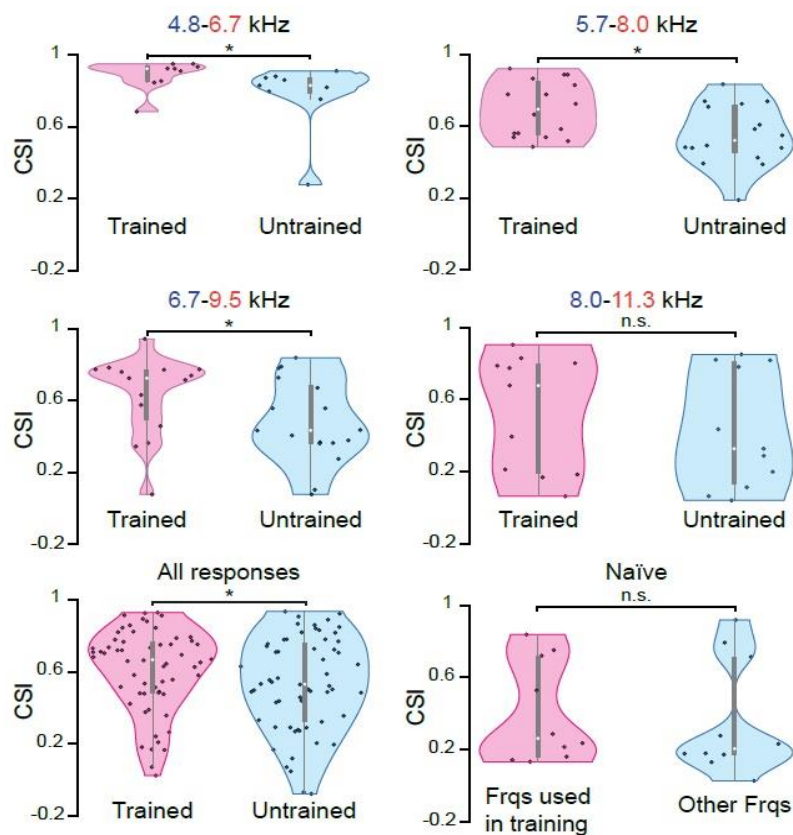 4.8-6.7 kHz
*
1
0.6
0.2
-0.2
CSI
Trained
Untrained
5.7-8.0 kHz
*
1
0.6
0.2
-0.2
CSI
Trained
Untrained
6.7-9.5 kHz
*
1
0.6
0.2
-0.2
CSI
Trained
Untrained
8.0-11.3 kHz
n.s.
1
0.6
0.2
-0.2
CSI
Trained
Untrained
All responses
*
1
0.6
0.2
-0.2
CSI
Trained
Untrained
Naïve
n.s.
1
0.6
0.2
-0.2
CSI
Frqs used
in training
Other Frqs